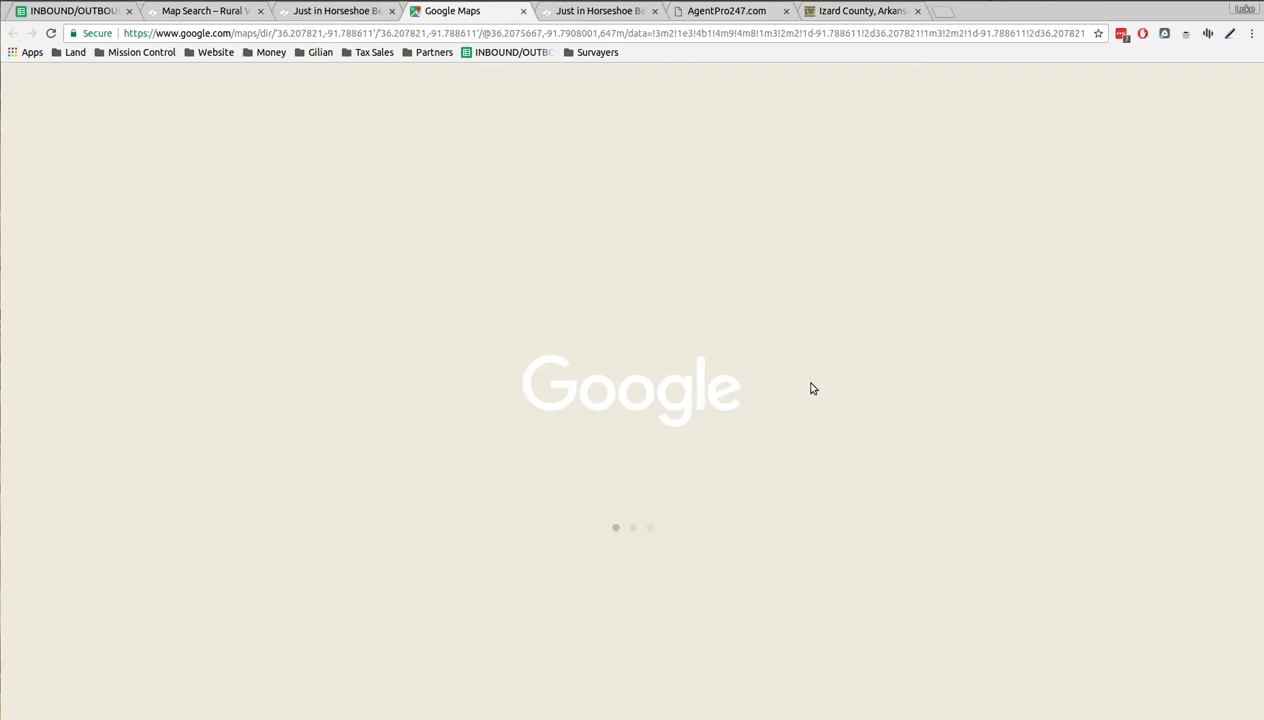 INBOUND/OUTBOU Map Search – Rural V Just in Horseshoe Be Google Maps Just in Horseshoe Be AgentPro247.com Izard County, Arkans Luke
Secure https://www.google.com/maps/dir/'36.207821,-91.788611'/'36.207821,-91.788611'/@36.2075667,-91.7908001,647m/data=!3m2!1e3!4b1!4m9!4m8!1m3!2m2!1d-91.788611!2d36.207821!1m3!2m2!1d-91.788611!2d36.207821
Apps Land Mission Control Website Money Gilian Tax Sales Partners INBOUND/OUTBO Survayers
Google